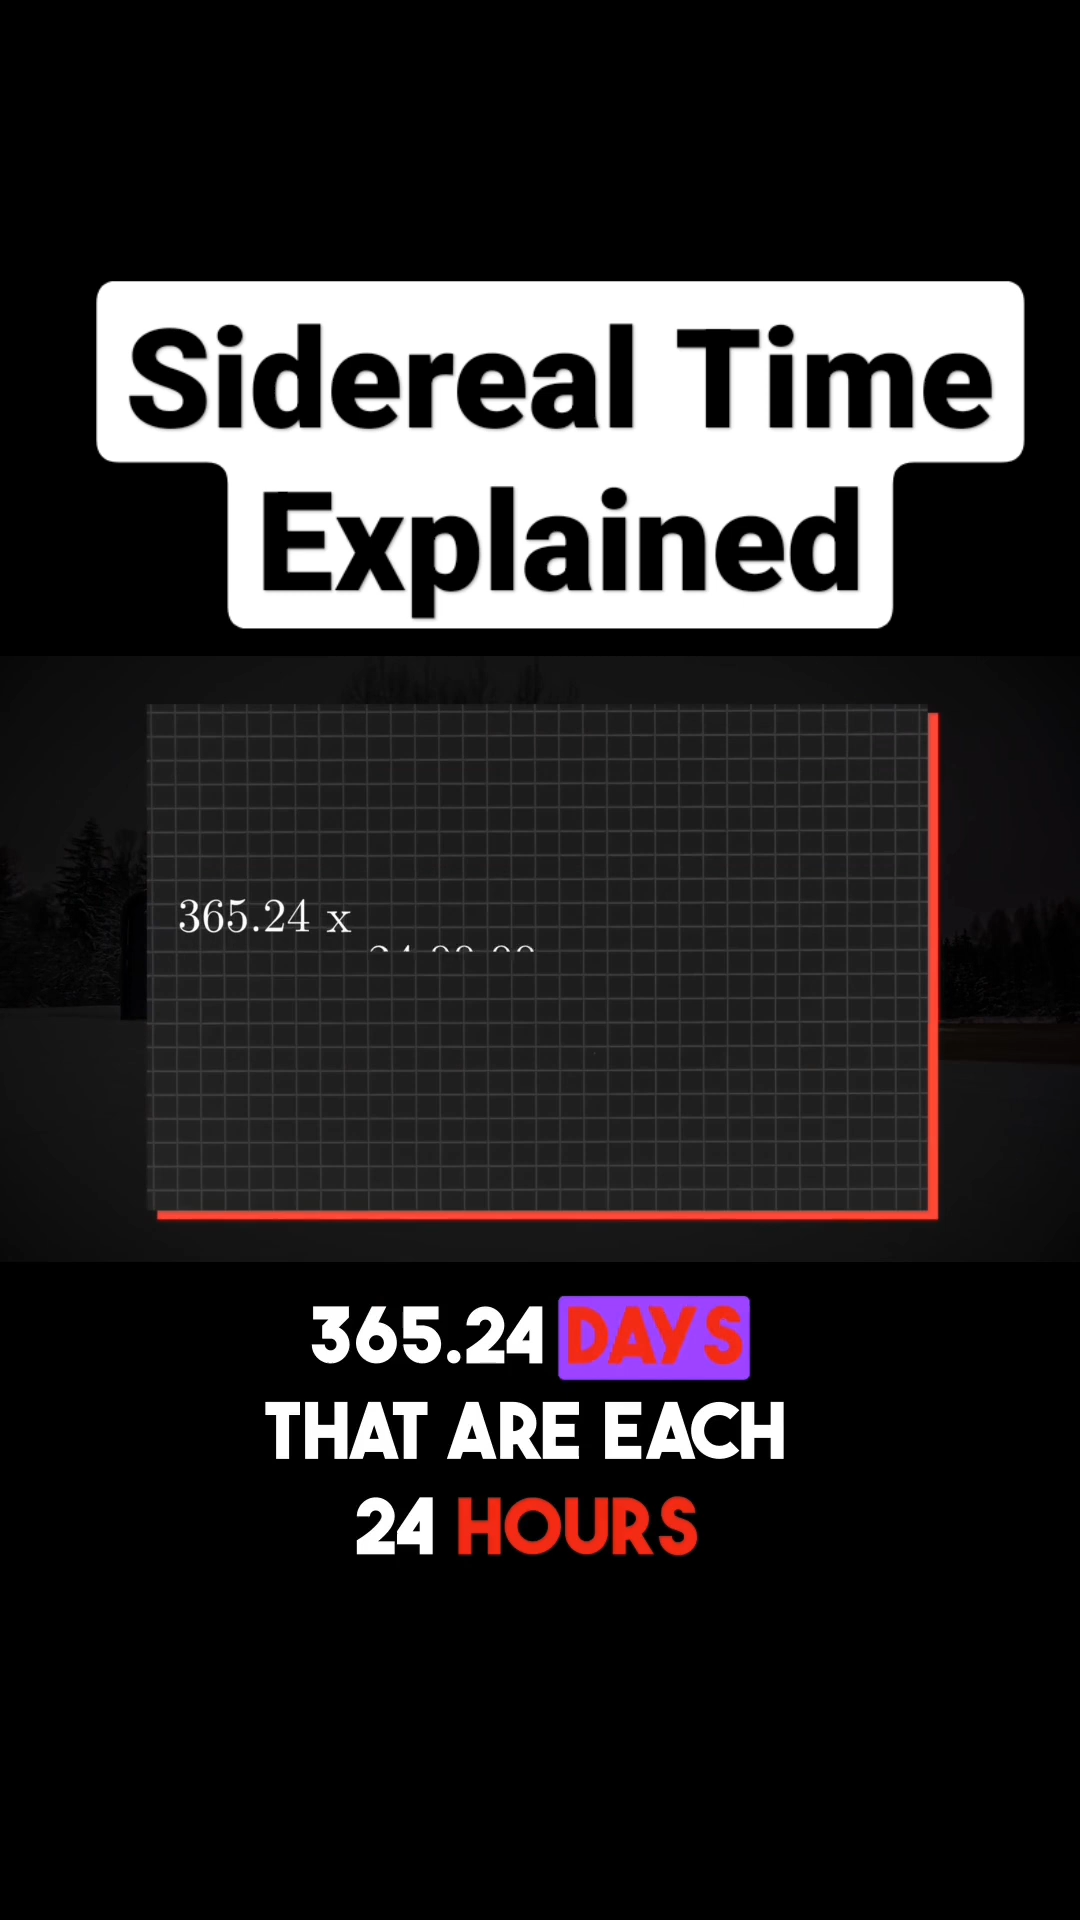 Sidereal Time
Explained
365.24 x
365.24 DAYS
THAT ARE EACH
24 HOURS